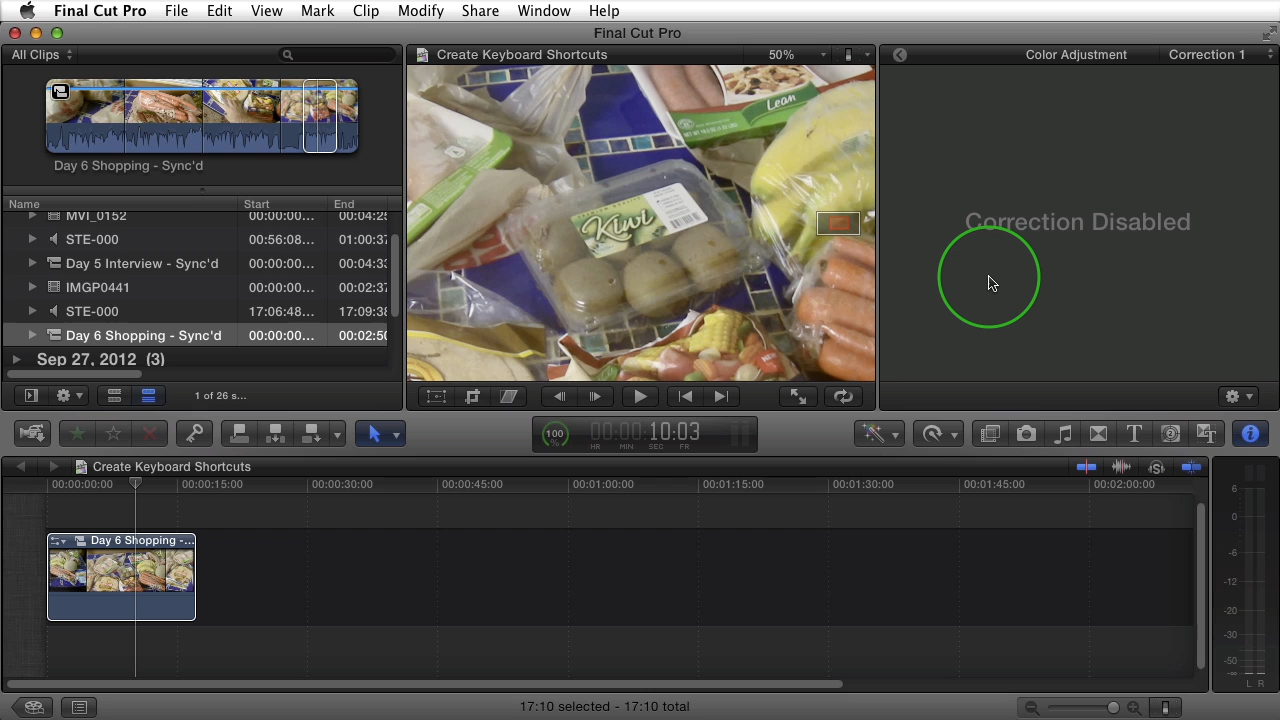 Final Cut Pro File Edit View Mark Clip Modify Share Window Help
Final Cut Pro
All Clips
Create Keyboard Shortcuts 50%
Color Adjustment Correction 1
Day 6 Shopping - Sync'd
Name Start End
MVI_0152 00:00:00... 00:04:25
STE-000 00:56:08... 01:00:37
Day 5 Interview - Sync'd 00:00:00... 00:04:33
IMGP0441 00:00:00... 00:02:37
STE-000 17:06:48... 17:09:38
Day 6 Shopping - Sync'd 00:00:00... 00:02:50
Sep 27, 2012 (3)
1 of 26 s...
Lean
Kiwi
Correction Disabled
100 00:00:10:03
% HR MIN SEC FR
T
Create Keyboard Shortcuts
00:00:00:00 00:00:15:00 00:00:30:00 00:00:45:00 00:01:00:00 00:01:15:00 00:01:30:00 00:01:45:00 00:02:00:00
Day 6 Shopping -...
6
0
-6
-12
-20
-30
-50
-∞
L R
17:10 selected - 17:10 total